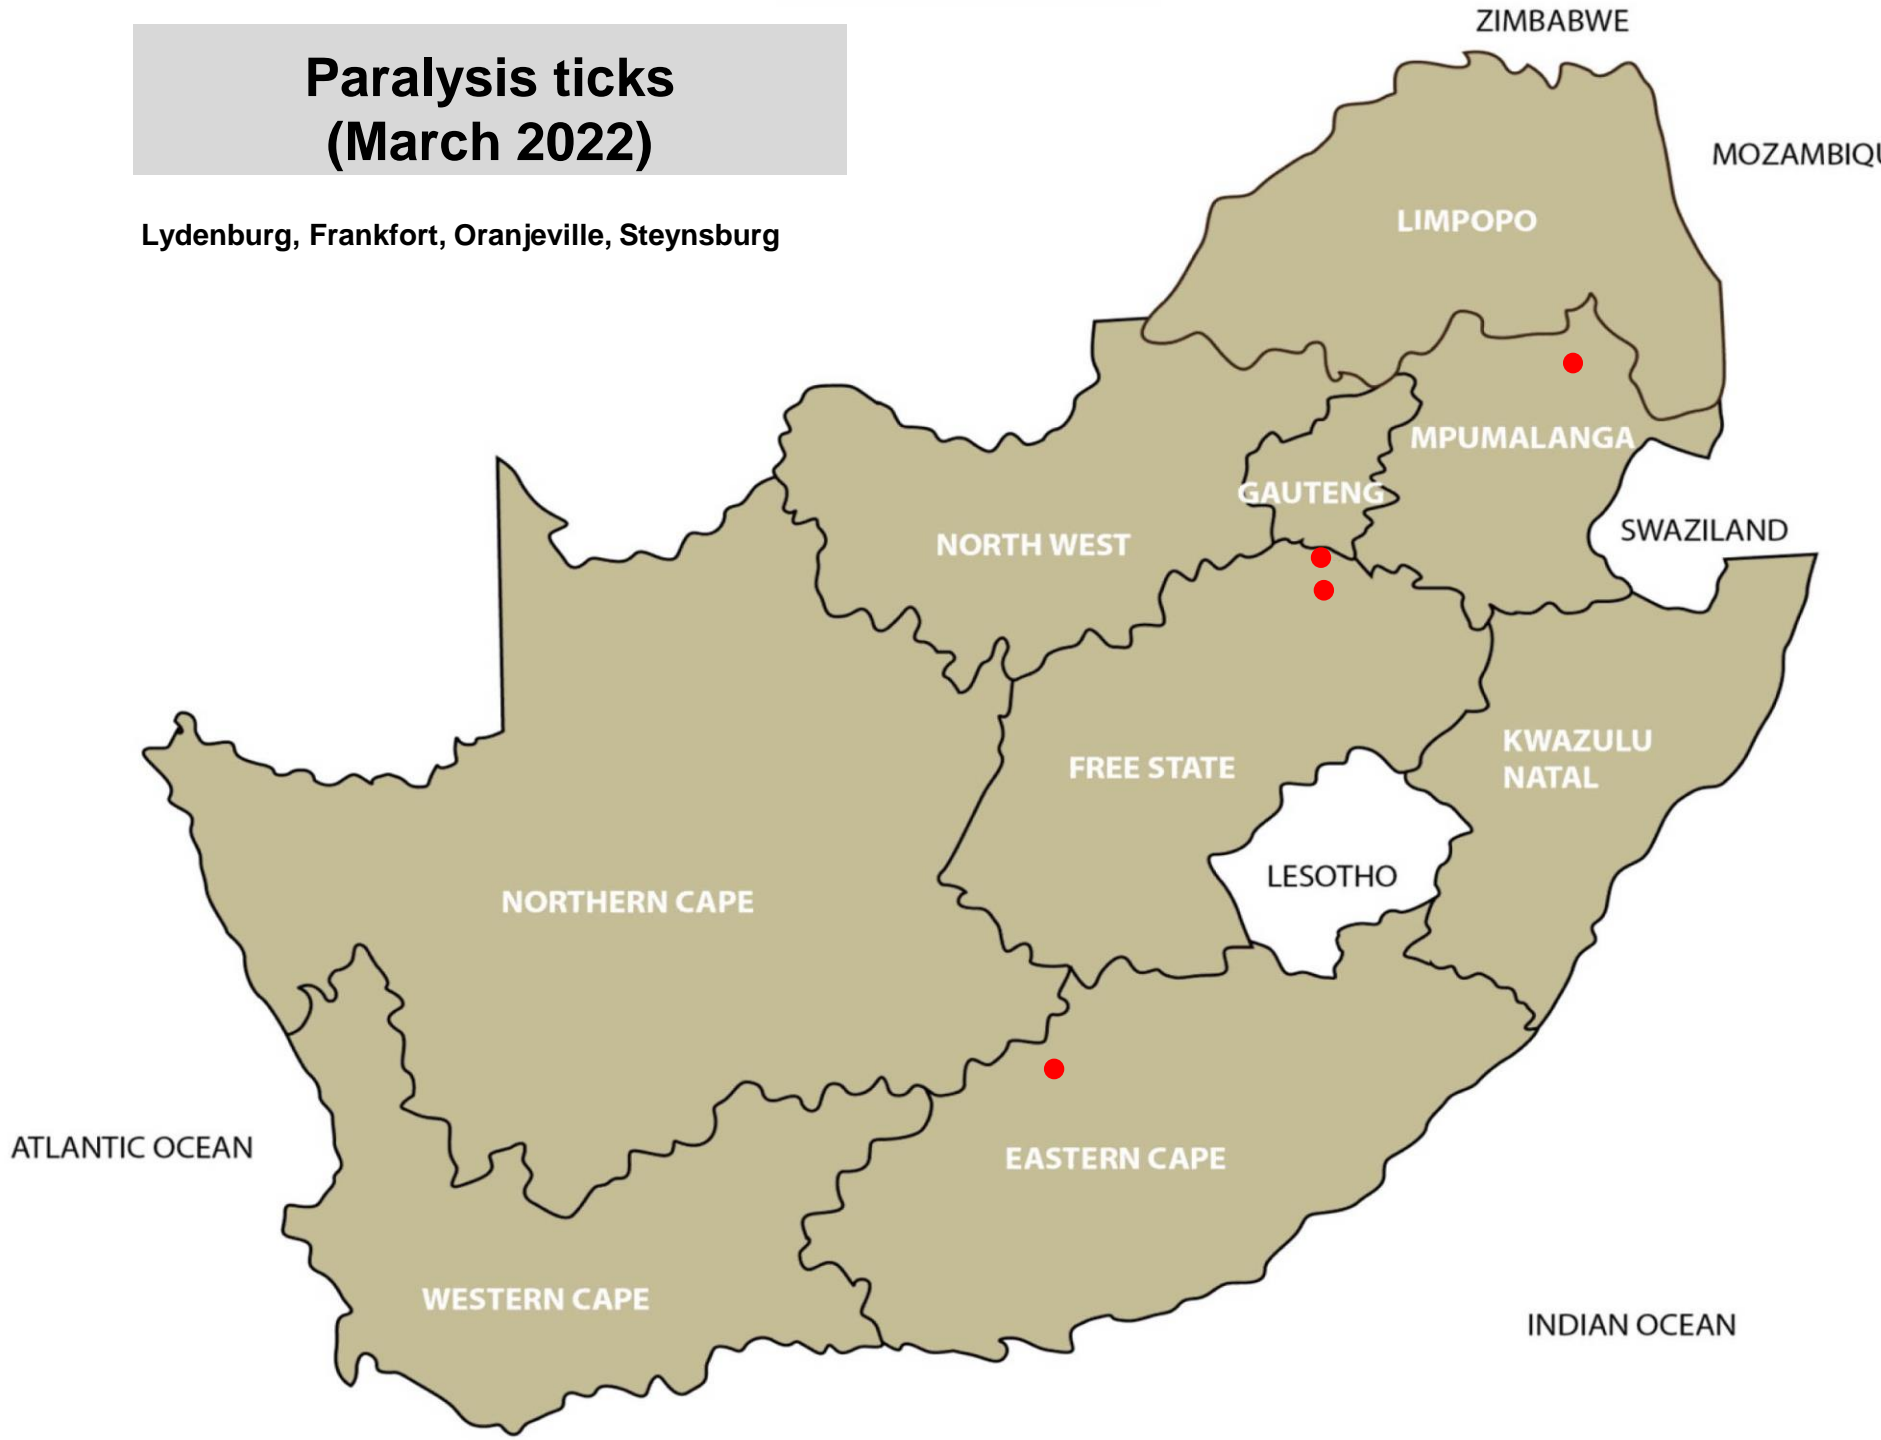 Paralysis ticks
(March 2022)
Lydenburg, Frankfort, Oranjeville, Steynsburg
ZIMBABWE
MOZAMBIQU
LIMPOPO
MPUMALANGA
GAUTENG
SWAZILAND
NORTH WEST
KWAZULU
NATAL
FREE STATE
LESOTHO
NORTHERN CAPE
ATLANTIC OCEAN
EASTERN CAPE
WESTERN CAPE
INDIAN OCEAN